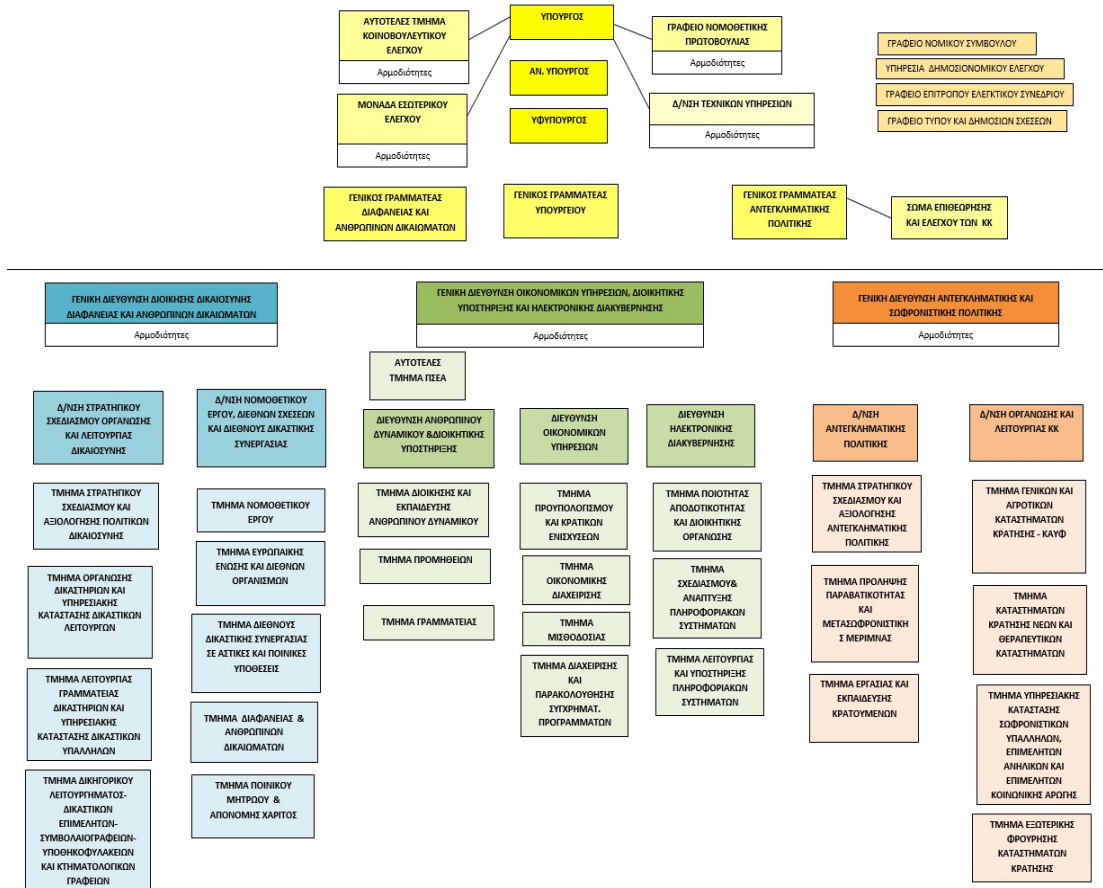 ΑΥΤΟΤΕΛΕΣ ΤΜΗΜΑ
ΚΟΙΝΟΒΟΥΛΕΥΤΙΚΟΥ
ΕΛΕΓΧΟΥ
Αρμοδιότητες
ΥΠΟΥΡΓΟΣ
ΓΡΑΦΕΙΟ ΝΟΜΟΘΕΤΙΚΗΣ
ΠΡΩΤΟΒΟΥΛΙΑΣ
Αρμοδιότητες
ΓΡΑΦΕΙΟ ΝΟΜΙΚΟΥ ΣΥΜΒΟΥΛΟΥ
ΥΠΗΡΕΣΙΑ ΔΗΜΟΣΙΟΝΟΜΙΚΟΥ ΕΛΕΓΧΟΥ
ΓΡΑΦΕΙΟ ΕΠΙΤΡΟΠΟΥ ΕΛΕΓΚΤΙΚΟΥ ΣΥΝΕΔΡΙΟΥ
ΓΡΑΦΕΙΟ ΤΥΠΟΥ ΚΑΙ ΔΗΜΟΣΙΩΝ ΣΧΕΣΕΩΝ
ΑΝ. ΥΠΟΥΡΓΟΣ
ΜΟΝΑΔΑ ΕΣΩΤΕΡΙΚΟΥ
ΕΛΕΓΧΟΥ
Αρμοδιότητες
ΥΦΥΠΟΥΡΓΟΣ
Δ/ΝΣΗ ΤΕΧΝΙΚΩΝ ΥΠΗΡΕΣΙΩΝ
Αρμοδιότητες
ΓΕΝΙΚΟΣ ΓΡΑΜΜΑΤΕΑΣ
ΔΙΑΦΑΝΕΙΑΣ ΚΑΙ
ΑΝΘΡΩΠΙΝΩΝ ΔΙΚΑΙΩΜΑΤΩΝ
ΓΕΝΙΚΟΣ ΓΡΑΜΜΑΤΕΑΣ
ΥΠΟΥΡΓΕΙΟΥ
ΓΕΝΙΚΟΣ ΓΡΑΜΜΑΤΕΑΣ
ΑΝΤΕΓΚΛΗΜΑΤΙΚΗΣ
ΠΟΛΙΤΙΚΗΣ
ΣΩΜΑ ΕΠΙΘΕΩΡΗΣΗΣ
ΚΑΙ ΕΛΕΓΧΟΥ ΤΩΝ ΚΚ
ΓΕΝΙΚΗ ΔΙΕΥΘΥΝΣΗ ΔΙΟΙΚΗΣΗΣ ΔΙΚΑΙΟΣΥΝΗΣ
ΔΙΑΦΑΝΕΙΑΣ ΚΑΙ ΑΝΘΡΩΠΙΝΩΝ ΔΙΚΑΙΩΜΑΤΩΝ
Αρμοδιότητες
ΓΕΝΙΚΗ ΔΙΕΥΘΥΝΣΗ ΟΙΚΟΝΟΜΙΚΩΝ ΥΠΗΡΕΣΙΩΝ, ΔΙΟΙΚΗΤΙΚΗΣ
ΥΠΟΣΤΗΡΙΞΗΣ ΚΑΙ ΗΛΕΚΤΡΟΝΙΚΗΣ ΔΙΑΚΥΒΕΡΝΗΣΗΣ
Αρμοδιότητες
ΓΕΝΙΚΗ ΔΙΕΥΘΥΝΣΗ ΑΝΤΕΓΚΛΗΜΑΤΙΚΗΣ ΚΑΙ
ΣΩΦΡΟΝΙΣΤΙΚΗΣ ΠΟΛΙΤΙΚΗΣ
Αρμοδιότητες
ΑΥΤΟΤΕΛΕΣ
ΤΜΗΜΑ ΠΣΕΑ
Δ/ΝΣΗ ΣΤΡΑΤΗΓΙΚΟΥ
ΣΧΕΔΙΑΣΜΟΥ ΟΡΓΑΝΩΣΗΣ
ΚΑΙ ΛΕΙΤΟΥΡΓΙΑΣ
ΔΙΚΑΙΟΣΥΝΗΣ
Δ/ΝΣΗ ΝΟΜΟΘΕΤΙΚΟΥ
ΕΡΓΟΥ, ΔΙΕΘΝΩΝ ΣΧΕΣΕΩΝ
ΚΑΙ ΔΙΕΘΝΟΥΣ ΔΙΚΑΣΤΙΚΗΣ
ΣΥΝΕΡΓΑΣΙΑΣ
ΔΙΕΥΘΥΝΣΗ ΑΝΘΡΩΠΙΝΟΥ
ΔΥΝΑΜΙΚΟΥ &ΔΙΟΙΚΗΤΙΚΗΣ
ΥΠΟΣΤΗΡΙΞΗΣ
ΔΙΕΥΘΥΝΣΗ
ΟΙΚΟΝΟΜΙΚΩΝ
ΥΠΗΡΕΣΙΩΝ
ΔΙΕΥΘΥΝΣΗ
ΗΛΕΚΤΡΟΝΙΚΗΣ
ΔΙΑΚΥΒΕΡΝΗΣΗΣ
Δ/ΝΣΗ
ΑΝΤΕΓΚΛΗΜΑΤΙΚΗΣ
ΠΟΛΙΤΙΚΗΣ
Δ/ΝΣΗ ΟΡΓΑΝΩΣΗΣ ΚΑΙ
ΛΕΙΤΟΥΡΓΙΑΣ ΚΚ
ΤΜΗΜΑ ΣΤΡΑΤΗΓΙΚΟΥ
ΣΧΕΔΙΑΣΜΟΥ ΚΑΙ
ΑΞΙΟΛΟΓΗΣΗΣ ΠΟΛΙΤΙΚΩΝ
ΔΙΚΑΙΟΣΥΝΗΣ
ΤΜΗΜΑ ΟΡΓΑΝΩΣΗΣ
ΔΙΚΑΣΤΗΡΙΩΝ ΚΑΙ
ΥΠΗΡΕΣΙΑΚΗΣ
ΚΑΤΑΣΤΑΣΗΣ ΔΙΚΑΣΤΙΚΩΝ
ΛΕΙΤΟΥΡΓΩΝ
ΤΜΗΜΑ ΛΕΙΤΟΥΡΓΙΑΣ
ΓΡΑΜΜΑΤΕΙΑΣ
ΔΙΚΑΣΤΗΡΙΩΝ ΚΑΙ
ΥΠΗΡΕΣΙΑΚΗΣ
ΚΑΤΑΣΤΑΣΗΣ ΔΙΚΑΣΤΙΚΩΝ
ΥΠΑΛΛΗΛΩΝ
ΤΜΗΜΑ ΔΙΚΗΓΟΡΙΚΟΥ
ΛΕΙΤΟΥΡΓΗΜΑΤΟΣ-
ΔΙΚΑΣΤΙΚΩΝ
ΕΠΙΜΕΛΗΤΩΝ-
ΣΥΜΒΟΛΑΙΟΓΡΑΦΕΙΩΝ-
ΥΠΟΘΗΚΟΦΥΛΑΚΕΙΩΝ
ΚΑΙ ΚΤΗΜΑΤΟΛΟΓΙΚΩΝ
ΓΡΑΦΕΙΩΝ
ΤΜΗΜΑ ΝΟΜΟΘΕΤΙΚΟΥ
ΕΡΓΟΥ
ΤΜΗΜΑ ΕΥΡΩΠΑΙΚΗΣ
ΕΝΩΣΗΣ ΚΑΙ ΔΙΕΘΝΩΝ
ΟΡΓΑΝΙΣΜΩΝ
ΤΜΗΜΑ ΔΙΕΘΝΟΥΣ
ΔΙΚΑΣΤΙΚΗΣ ΣΥΝΕΡΓΑΣΙΑΣ
ΣΕ ΑΣΤΙΚΕΣ ΚΑΙ ΠΟΙΝΙΚΕΣ
ΥΠΟΘΕΣΕΙΣ
ΤΜΗΜΑ ΔΙΑΦΑΝΕΙΑΣ &
ΑΝΘΡΩΠΙΝΩΝ
ΔΙΚΑΙΩΜΑΤΩΝ
ΤΜΗΜΑ ΠΟΙΝΙΚΟΥ
ΜΗΤΡΩΟΥ &
ΑΠΟΝΟΜΗΣ ΧΑΡΙΤΟΣ
ΤΜΗΜΑ ΔΙΟΙΚΗΣΗΣ ΚΑΙ
ΕΚΠΑΙΔΕΥΣΗΣ
ΑΝΘΡΩΠΙΝΟΥ ΔΥΝΑΜΙΚΟΥ
ΤΜΗΜΑ ΠΡΟΜΗΘΕΙΩΝ
ΤΜΗΜΑ ΓΡΑΜΜΑΤΕΙΑΣ
ΤΜΗΜΑ
ΠΡΟΥΠΟΛΟΓΙΣΜΟΥ
ΚΑΙ ΚΡΑΤΙΚΩΝ
ΕΝΙΣΧΥΣΕΩΝ
ΤΜΗΜΑ
ΟΙΚΟΝΟΜΙΚΗΣ
ΔΙΑΧΕΙΡΙΣΗΣ
ΤΜΗΜΑ
ΜΙΣΘΟΔΟΣΙΑΣ
ΤΜΗΜΑ ΔΙΑΧΕΙΡΙΣΗΣ
ΚΑΙ
ΠΑΡΑΚΟΛΟΥΘΗΣΗΣ
ΣΥΓΧΡΗΜΑΤ.
ΠΡΟΓΡΑΜΜΑΤΩΝ
ΤΜΗΜΑ ΠΟΙΟΤΗΤΑΣ
ΑΠΟΔΟΤΙΚΟΤΗΤΑΣ
ΚΑΙ ΔΙΟΙΚΗΤΙΚΗΣ
ΟΡΓΑΝΩΣΗΣ
ΤΜΗΜΑ
ΣΧΕΔΙΑΣΜΟΥ&
ΑΝΑΠΤΥΞΗΣ
ΠΛΗΡΟΦΟΡΙΑΚΩΝ
ΣΥΣΤΗΜΑΤΩΝ
ΤΜΗΜΑ ΛΕΙΤΟΥΡΓΙΑΣ
ΚΑΙ ΥΠΟΣΤΗΡΙΞΗΣ
ΠΛΗΡΟΦΟΡΙΑΚΩΝ
ΣΥΣΤΗΜΑΤΩΝ
ΤΜΗΜΑ ΣΤΡΑΤΗΓΙΚΟΥ
ΣΧΕΔΙΑΣΜΟΥ ΚΑΙ
ΑΞΙΟΛΟΓΗΣΗΣ
ΑΝΤΕΓΚΛΗΜΑΤΙΚΗΣ
ΠΟΛΙΤΙΚΗΣ
ΤΜΗΜΑ ΠΡΟΛΗΨΗΣ
ΠΑΡΑΒΑΤΙΚΟΤΗΤΑΣ
ΚΑΙ
ΜΕΤΑΣΩΦΡΟΝΙΣΤΙΚΗ
Σ ΜΕΡΙΜΝΑΣ
ΤΜΗΜΑ ΕΡΓΑΣΙΑΣ ΚΑΙ
ΕΚΠΑΙΔΕΥΣΗΣ
ΚΡΑΤΟΥΜΕΝΩΝ
ΤΜΗΜΑ ΓΕΝΙΚΩΝ ΚΑΙ
ΑΓΡΟΤΙΚΩΝ
ΚΑΤΑΣΤΗΜΑΤΩΝ
ΚΡΑΤΗΣΗΣ - ΚΑΥΦ
ΤΜΗΜΑ
ΚΑΤΑΣΤΗΜΑΤΩΝ
ΚΡΑΤΗΣΗΣ ΝΕΩΝ ΚΑΙ
ΘΕΡΑΠΕΥΤΙΚΩΝ
ΚΑΤΑΣΤΗΜΑΤΩΝ
ΤΜΗΜΑ ΥΠΗΡΕΣΙΑΚΗΣ
ΚΑΤΑΣΤΑΣΗΣ
ΣΩΦΡΟΝΙΣΤΙΚΩΝ
ΥΠΑΛΛΗΛΩΝ,
ΕΠΙΜΕΛΗΤΩΝ
ΑΝΗΛΙΚΩΝ ΚΑΙ
ΕΠΙΜΕΛΗΤΩΝ
ΚΟΙΝΩΝΙΚΗΣ ΑΡΩΓΗΣ
ΤΜΗΜΑ ΕΞΩΤΕΡΙΚΗΣ
ΦΡΟΥΡΗΣΗΣ
ΚΑΤΑΣΤΗΜΑΤΩΝ
ΚΡΑΤΗΣΗΣ